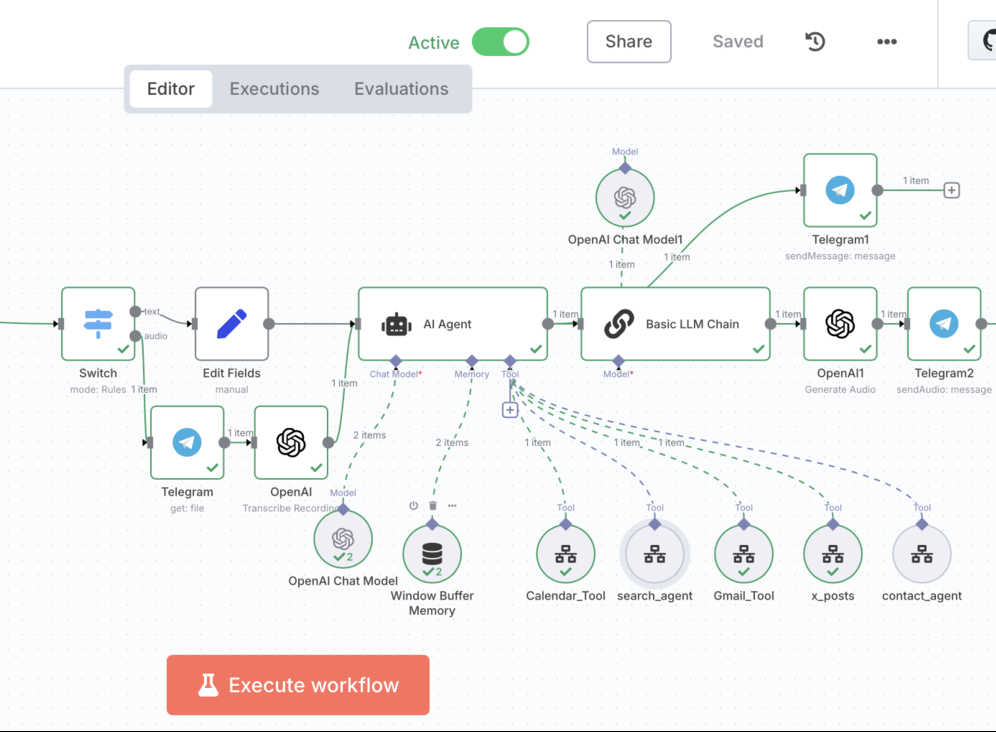 Active
Share
Saved
Editor
Executions
Evaluations
Model
OpenAI Chat Model1
1 item
1 item
1 item
Telegram1
sendMessage: message
text
audio
Switch
mode: Rules
1 item
Edit Fields
manual
AI Agent
1 item
Chat Model*
Memory
Tool
Basic LLM Chain
Model*
1 item
OpenAI1
Generate Audio
1 item
Telegram2
sendAudio: message
1 item
1 item
Telegram
get: file
OpenAI
Transcribe Recording
2 items
2 items
1 item
1 item
1 item
Model
2
OpenAI Chat Model
2
Window Buffer
Memory
Tool
Calendar_Tool
Tool
search_agent
Tool
Gmail_Tool
Tool
x_posts
Tool
contact_agent
Execute workflow